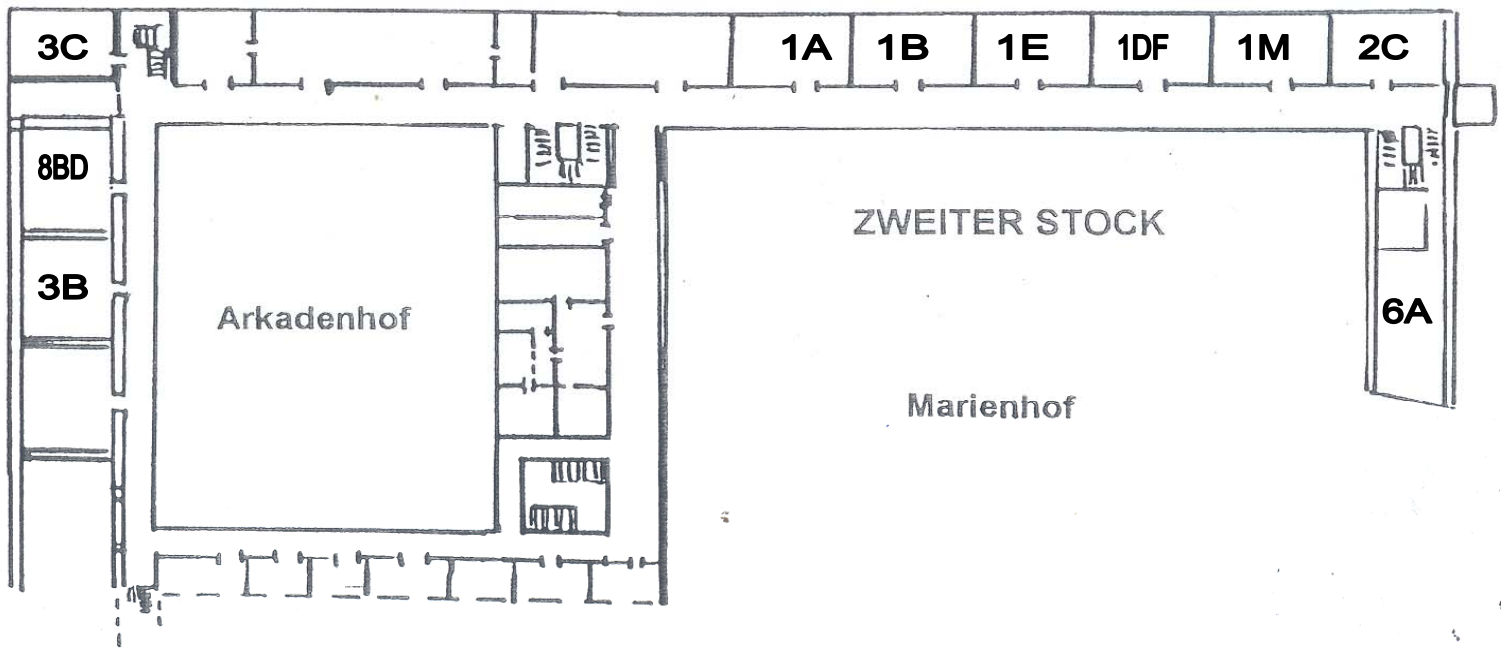 3C
1A
1B
1E
1DF
1M
2C
8BD
ZWEITER STOCK
3B
Arkadenhof
6A
Marienhof